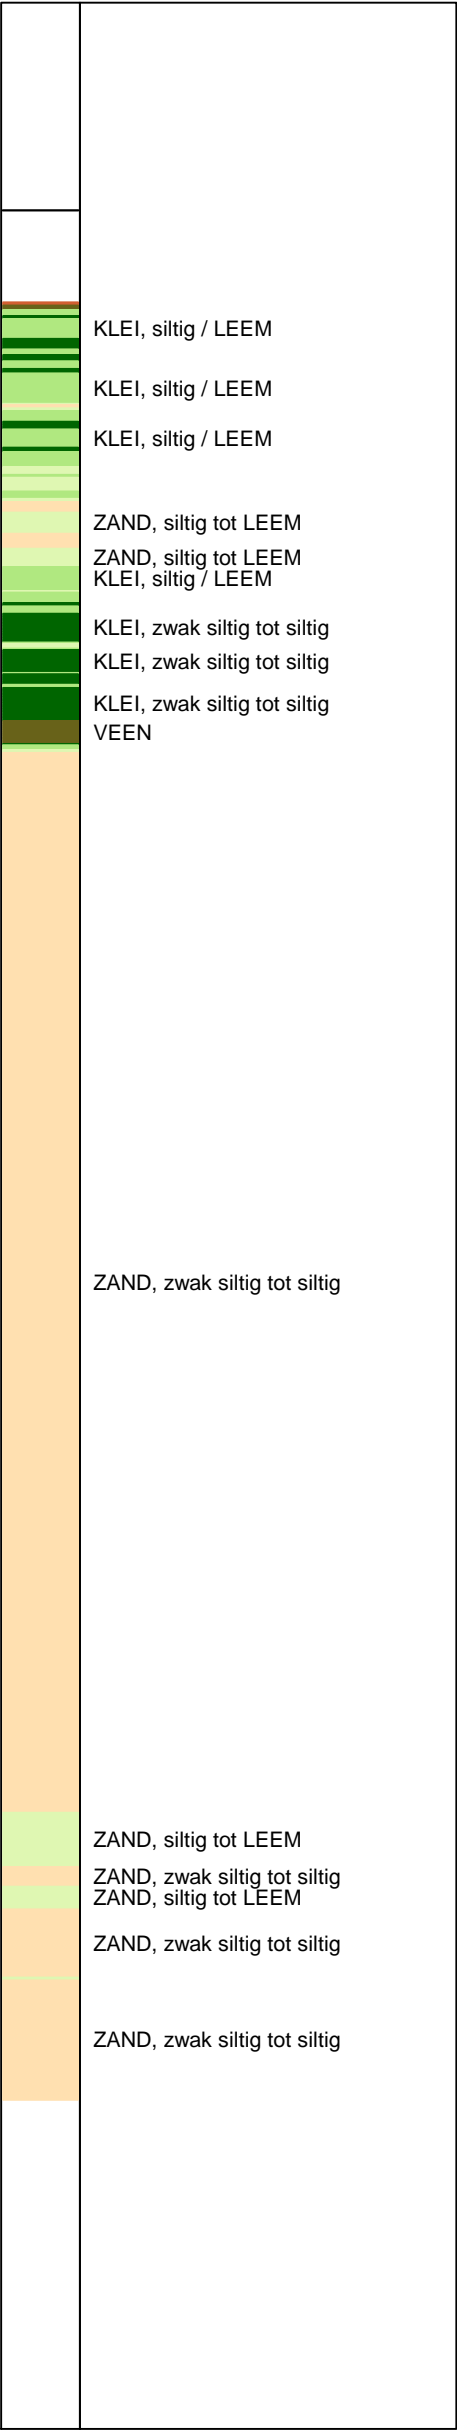 KLEI, siltig / LEEM
KLEI, siltig / LEEM
KLEI, siltig / LEEM
ZAND, siltig tot LEEM
ZAND, siltig tot LEEM
KLEI, siltig / LEEM
KLEI, zwak siltig tot siltig
KLEI, zwak siltig tot siltig
KLEI, zwak siltig tot siltig
VEEN
ZAND, zwak siltig tot siltig
ZAND, siltig tot LEEM
ZAND, zwak siltig tot siltig
ZAND, siltig tot LEEM
ZAND, zwak siltig tot siltig
ZAND, zwak siltig tot siltig